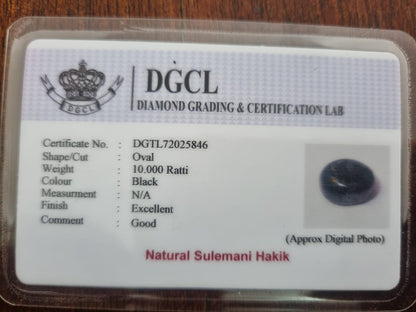 DGCL
DGCL
DIAMOND GRADING & CERTIFICATION LAB
Certificate No. : DGTL72025846
Shape/Cut : Oval
Weight : 10.000 Ratti
Colour : Black
Measurment : N/A
Finish : Excellent
Comment : Good
(Approx Digital Photo)
Natural Sulemani Hakik